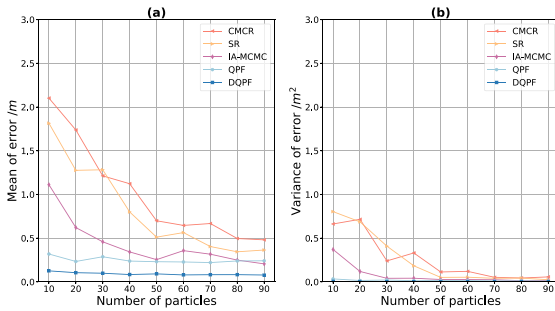 (a)
3.0
2.5
2.0
1.5
1.0
0.5
0.0
Mean of error /m
CMCR
SR
IA-MCMC
QPF
DQPF
10 20 30 40 50 60 70 80 90
Number of particles
(b)
3.0
2.5
2.0
1.5
1.0
0.5
0.0
Variance of error /m²
CMCR
SR
IA-MCMC
QPF
DQPF
10 20 30 40 50 60 70 80 90
Number of particles